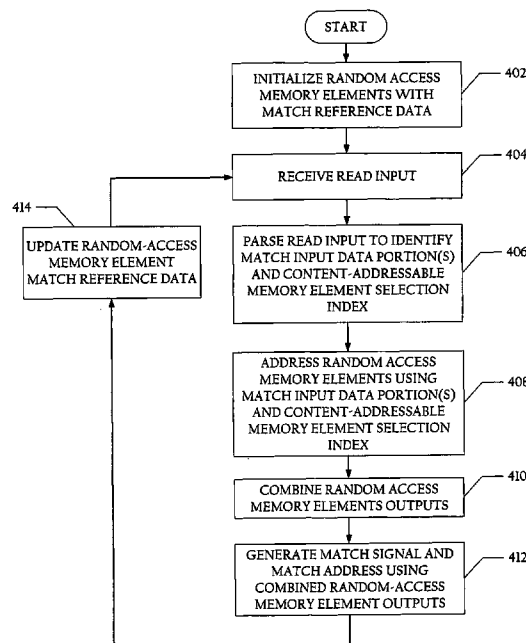 START
INITIALIZE RANDOM ACCESS
MEMORY ELEMENTS WITH
MATCH REFERENCE DATA
402
RECEIVE READ INPUT
404
414
UPDATE RANDOM-ACCESS
MEMORY ELEMENT
MATCH REFERENCE DATA
PARSE READ INPUT TO IDENTIFY
MATCH INPUT DATA PORTION(S)
AND CONTENT-ADDRESSABLE
MEMORY ELEMENT SELECTION
INDEX
406
ADDRESS RANDOM ACCESS
MEMORY ELEMENTS USING
MATCH INPUT DATA PORTION(S)
AND CONTENT-ADDRESSABLE
MEMORY ELEMENT SELECTION
INDEX
408
COMBINE RANDOM ACCESS
MEMORY ELEMENTS OUTPUTS
410
GENERATE MATCH SIGNAL AND
MATCH ADDRESS USING
COMBINED RANDOM-ACCESS
MEMORY ELEMENT OUTPUTS
412